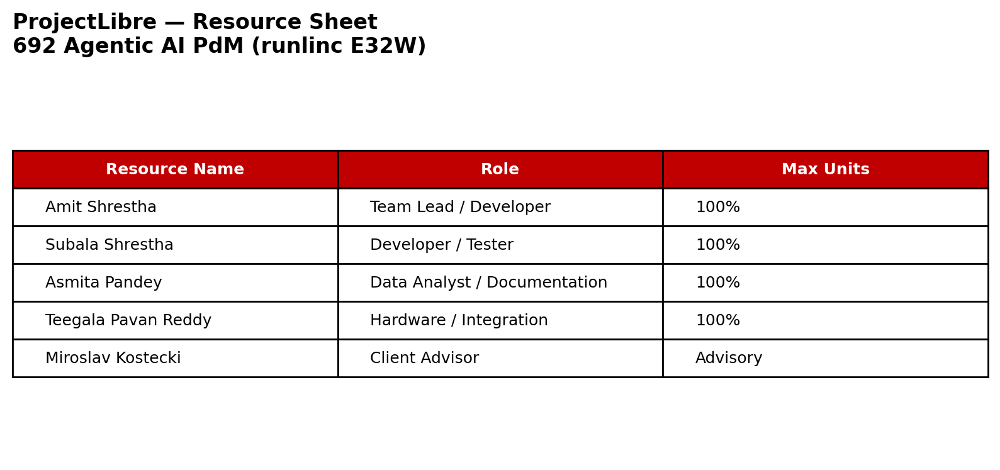 ProjectLibre — Resource Sheet
692 Agentic AI PdM (runlinc E32W)
Resource Name Role Max Units
Amit Shrestha Team Lead / Developer 100%
Subala Shrestha Developer / Tester 100%
Asmita Pandey Data Analyst / Documentation 100%
Teegala Pavan Reddy Hardware / Integration 100%
Miroslav Kostecki Client Advisor Advisory